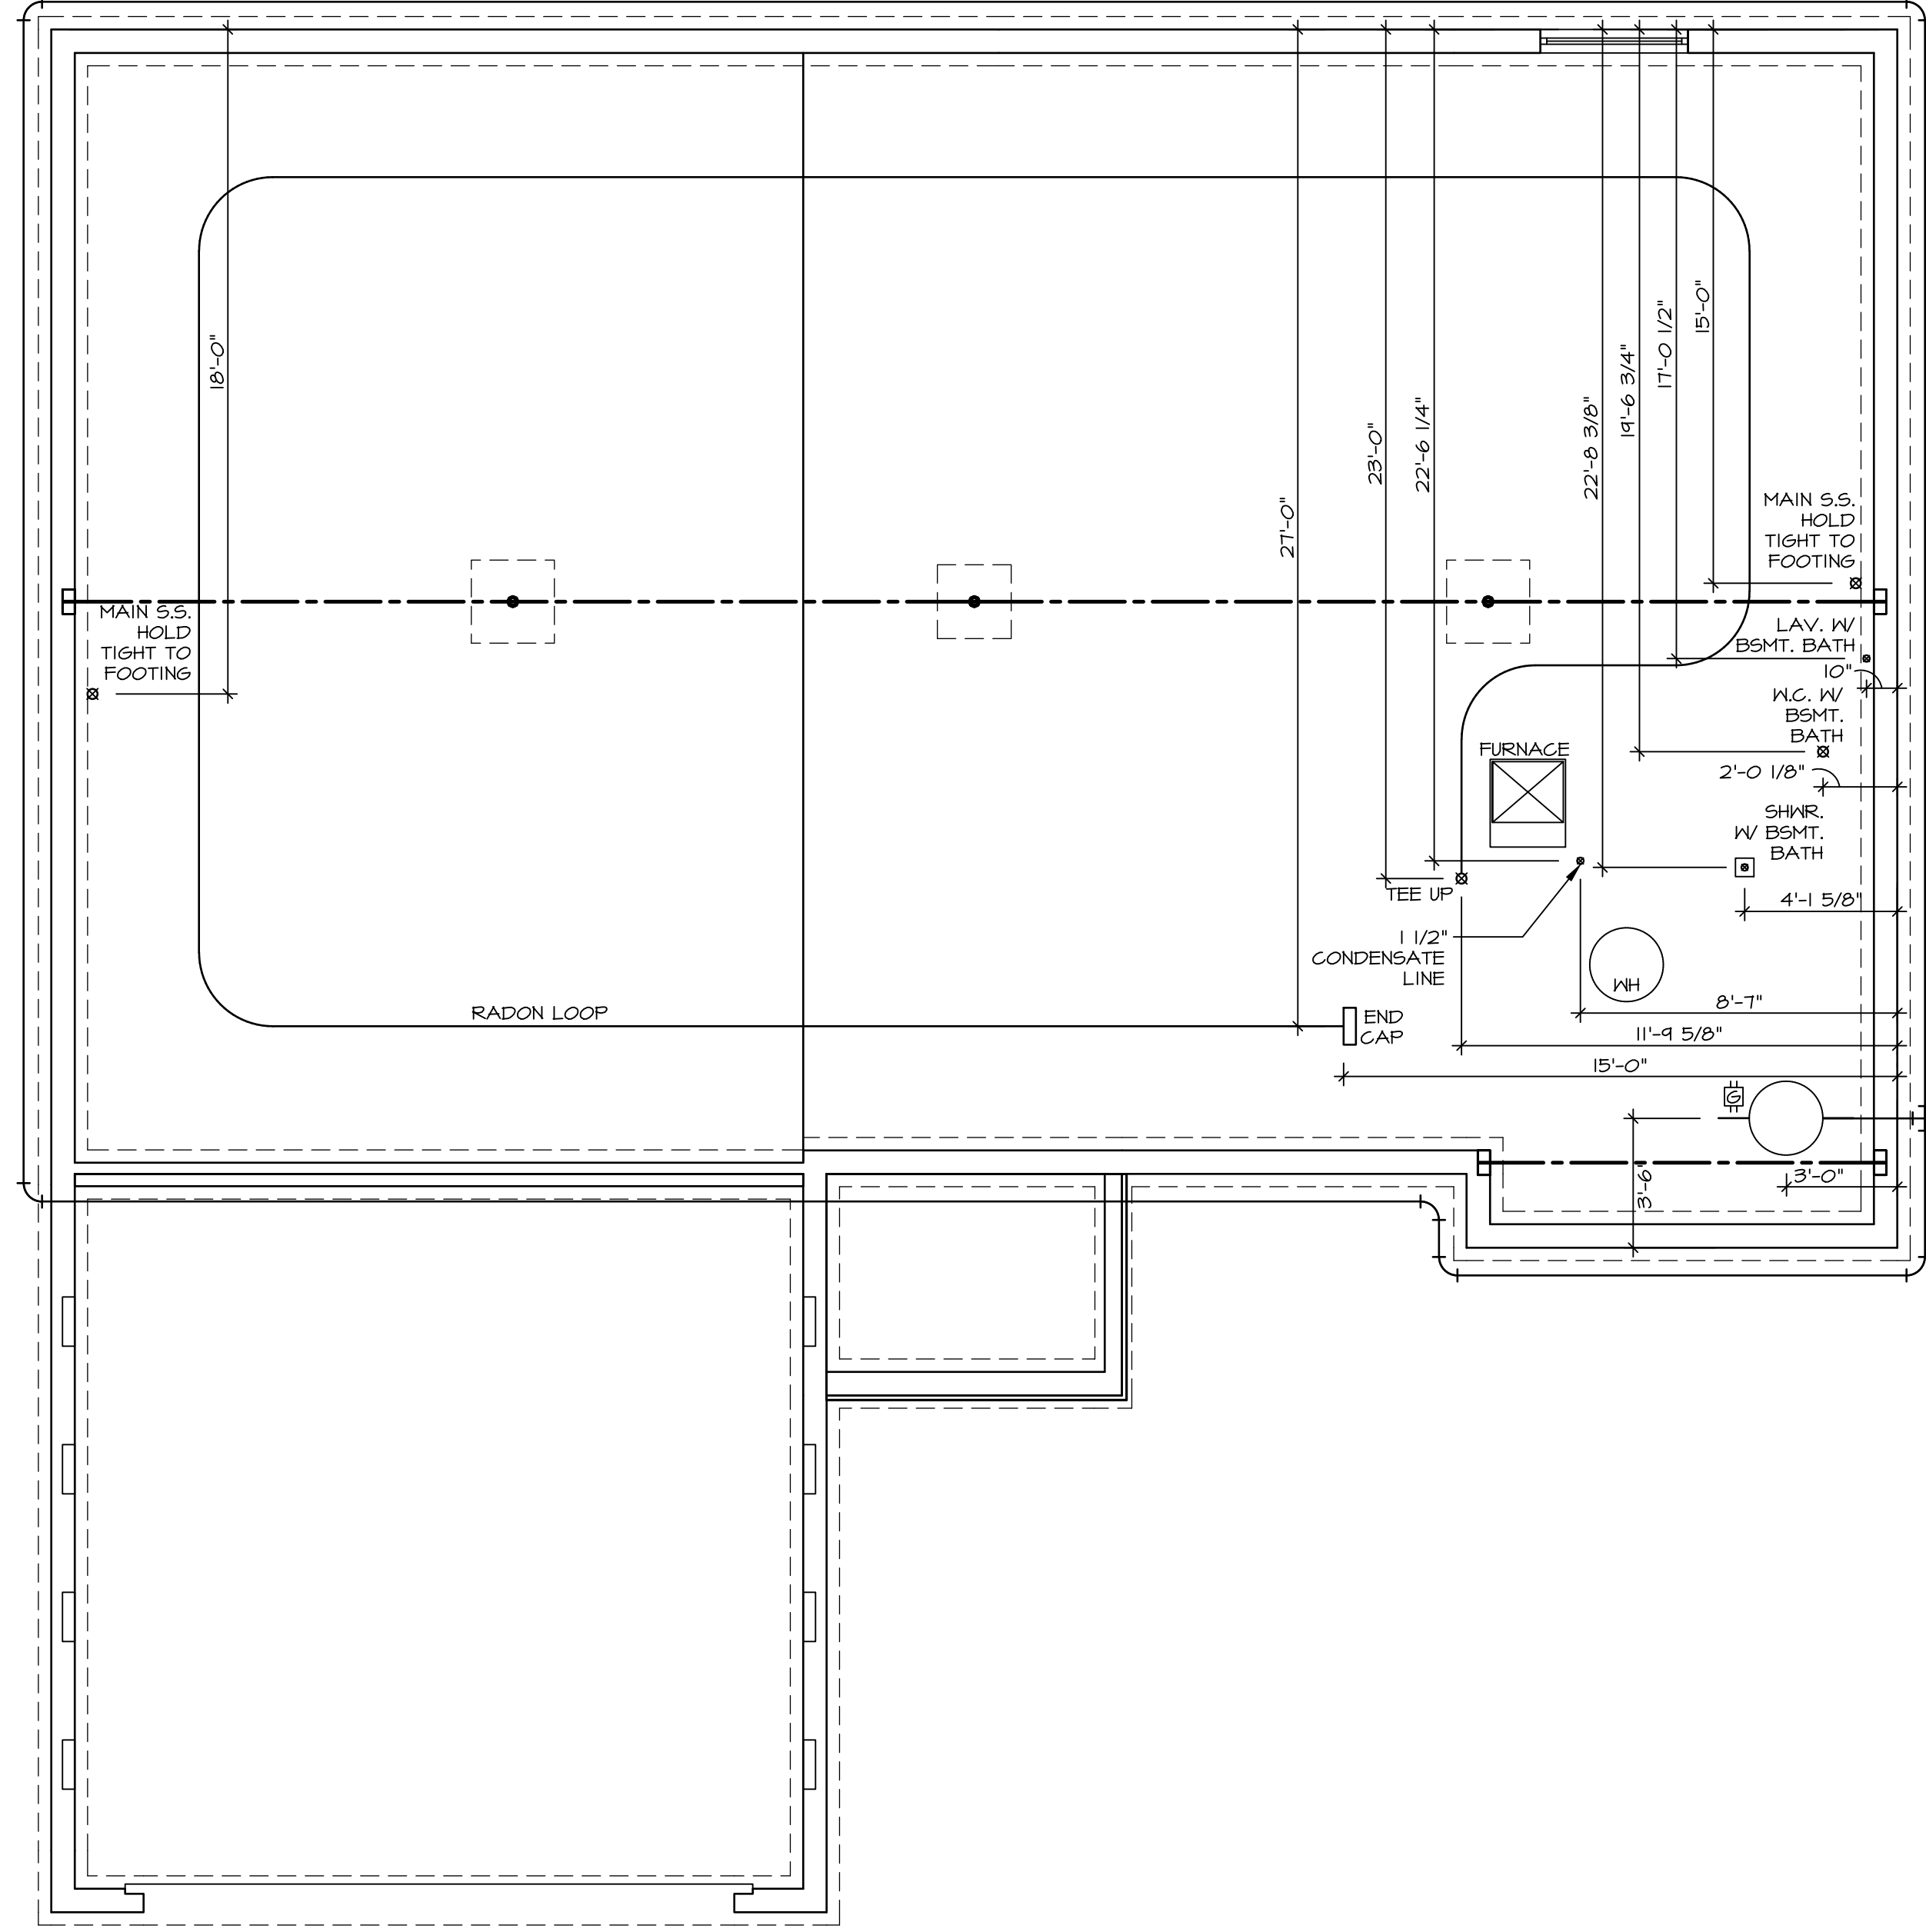 15'-0"
17'-0 1/2"
18'-0"
19'-6 3/4"
22'-6 1/4"
22'-8 3/8"
23'-0"
27'-0"
MAIN S.S.
HOLD
TIGHT TO
FOOTING
MAIN S.S.
HOLD
TIGHT TO
FOOTING
LAV. W/
BSMT. BATH
10"
W.C. W/
BSMT.
BATH
FURNACE
2'-0 1/8"
SHWR.
W/ BSMT.
BATH
TEE UP
4'-1 5/8"
1 1/2"
CONDENSATE
LINE
WH
8'-7"
RADON LOOP
END
CAP
11'-9 5/8"
15'-0"
G
3'-6"
3'-0"